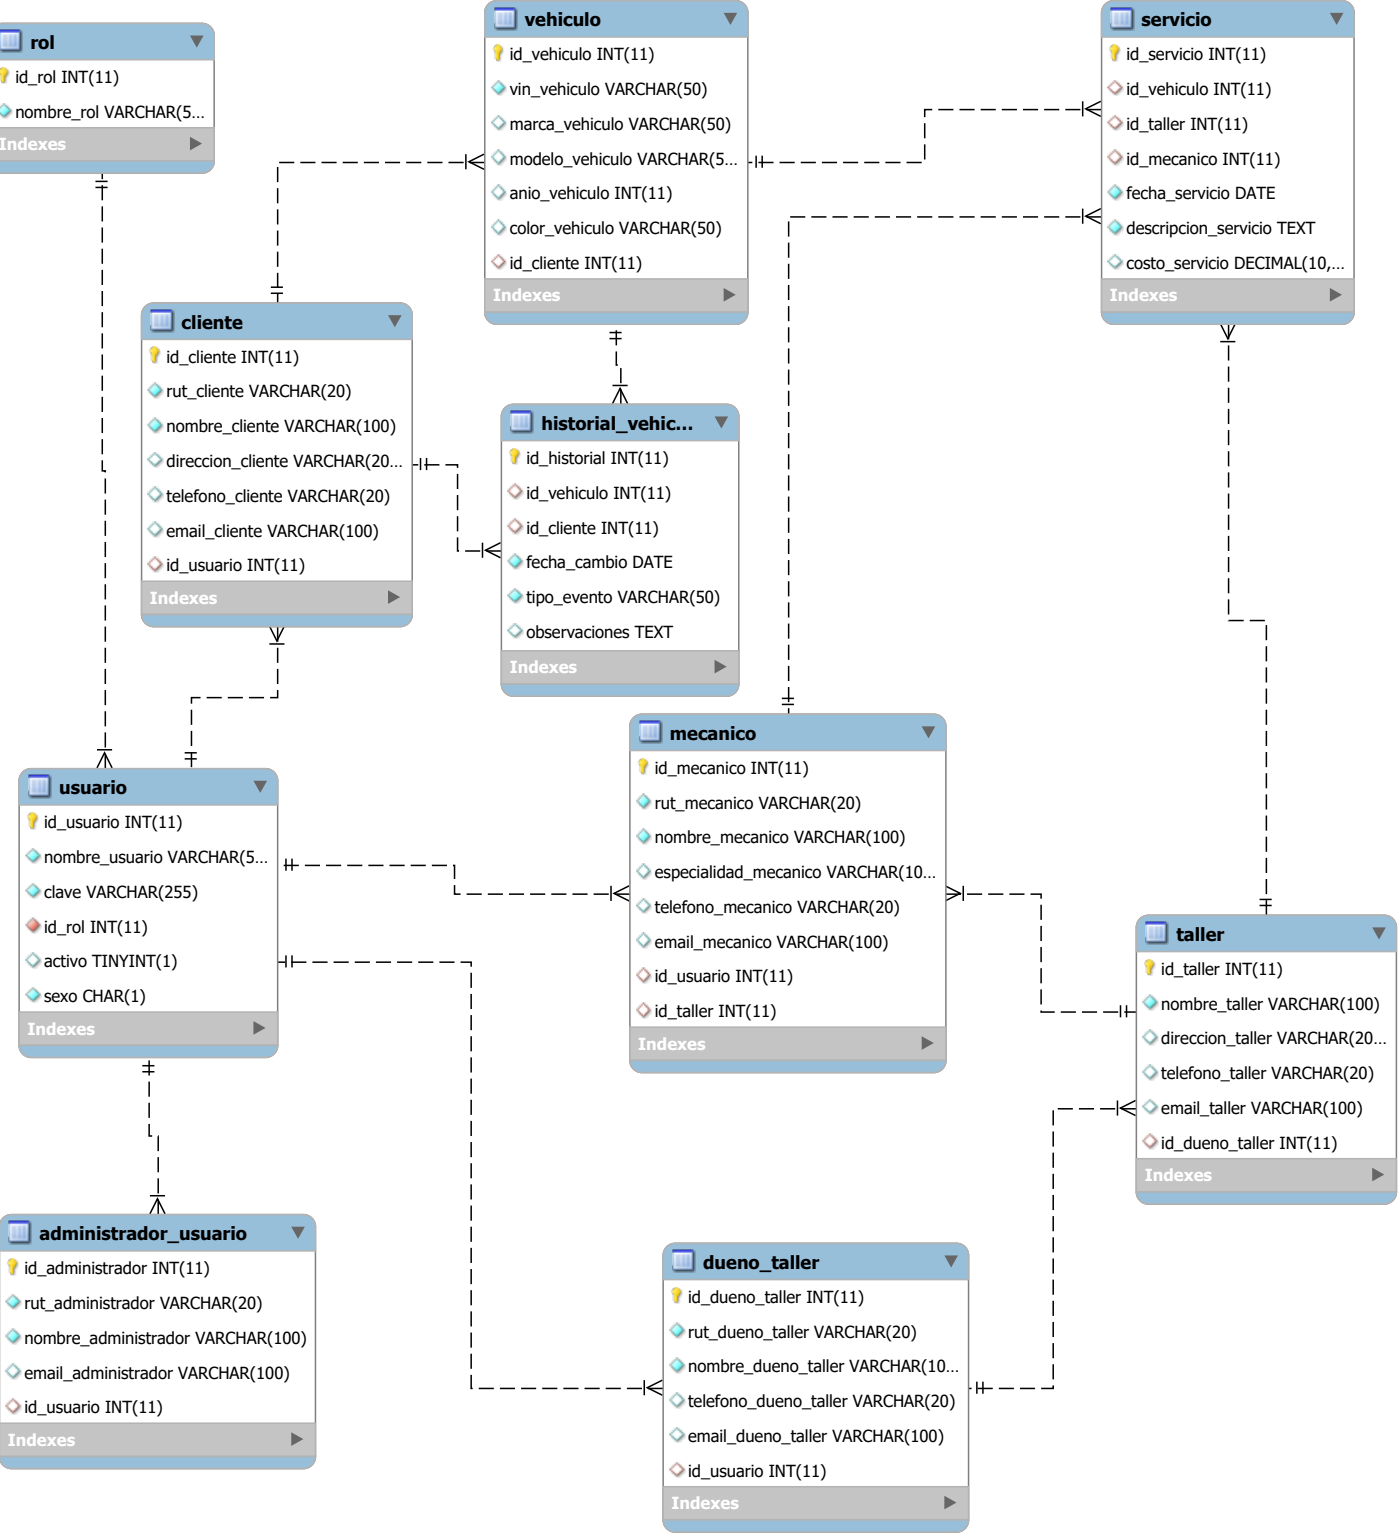 rol
id_rol INT(11)
nombre_rol VARCHAR(5...
Indexes
vehiculo
id_vehiculo INT(11)
vin_vehiculo VARCHAR(50)
marca_vehiculo VARCHAR(50)
modelo_vehiculo VARCHAR(5...
anio_vehiculo INT(11)
color_vehiculo VARCHAR(50)
id_cliente INT(11)
Indexes
servicio
id_servicio INT(11)
id_vehiculo INT(11)
id_taller INT(11)
id_mecanico INT(11)
fecha_servicio DATE
descripcion_servicio TEXT
costo_servicio DECIMAL(10,...
Indexes
cliente
id_cliente INT(11)
rut_cliente VARCHAR(20)
nombre_cliente VARCHAR(100)
direccion_cliente VARCHAR(20...
telefono_cliente VARCHAR(20)
email_cliente VARCHAR(100)
id_usuario INT(11)
Indexes
historial_vehic...
id_historial INT(11)
id_vehiculo INT(11)
id_cliente INT(11)
fecha_cambio DATE
tipo_evento VARCHAR(50)
observaciones TEXT
Indexes
mecanico
id_mecanico INT(11)
rut_mecanico VARCHAR(20)
nombre_mecanico VARCHAR(100)
especialidad_mecanico VARCHAR(10...
telefono_mecanico VARCHAR(20)
email_mecanico VARCHAR(100)
id_usuario INT(11)
id_taller INT(11)
Indexes
usuario
id_usuario INT(11)
nombre_usuario VARCHAR(5...
clave VARCHAR(255)
id_rol INT(11)
activo TINYINT(1)
sexo CHAR(1)
Indexes
taller
id_taller INT(11)
nombre_taller VARCHAR(100)
direccion_taller VARCHAR(20...
telefono_taller VARCHAR(20)
email_taller VARCHAR(100)
id_dueno_taller INT(11)
Indexes
administrador_usuario
id_administrador INT(11)
rut_administrador VARCHAR(20)
nombre_administrador VARCHAR(100)
email_administrador VARCHAR(100)
id_usuario INT(11)
Indexes
dueno_taller
id_dueno_taller INT(11)
rut_dueno_taller VARCHAR(20)
nombre_dueno_taller VARCHAR(10...
telefono_dueno_taller VARCHAR(20)
email_dueno_taller VARCHAR(100)
id_usuario INT(11)
Indexes